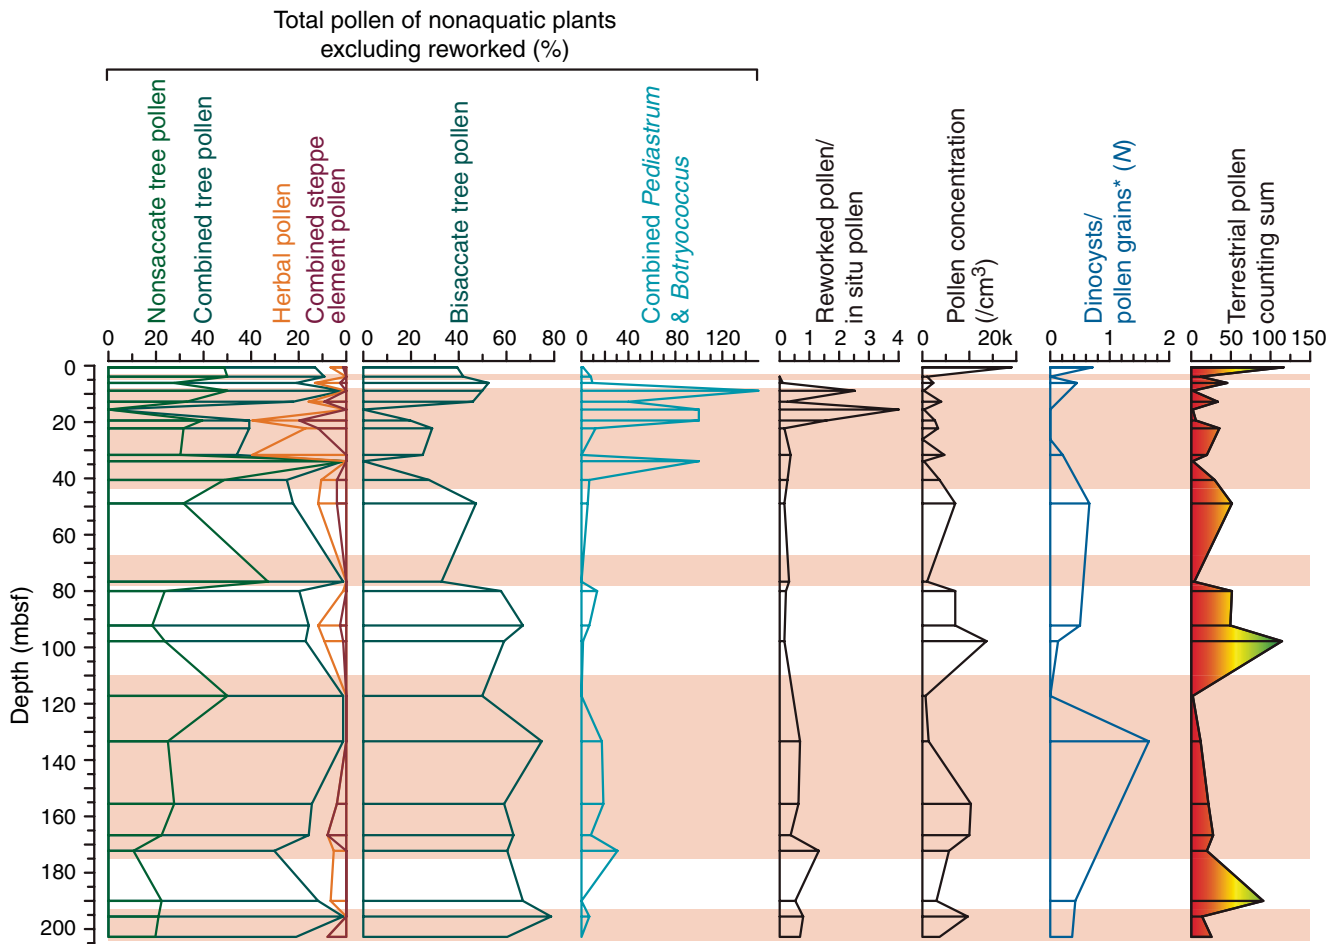 Total pollen of nonaquatic plants
excluding reworked (%)
Nonsaccate tree pollen
Combined tree pollen
Herbal pollen
Combined steppe
element pollen
Bisaccate tree pollen
Combined Pediastrum
& Botryococcus
Reworked pollen/
in situ pollen
Pollen concentration
(/cm³)
Dinocysts/
pollen grains* (N)
Terrestrial pollen
counting sum
0 20 40 60 80
40 20 0
0 20 40 60 80
0 40 80 120
0 1 2 3 4
0 20k
0 1 2
0 50 100 150
Depth (mbsf)
0
20
40
60
80
100
120
140
160
180
200